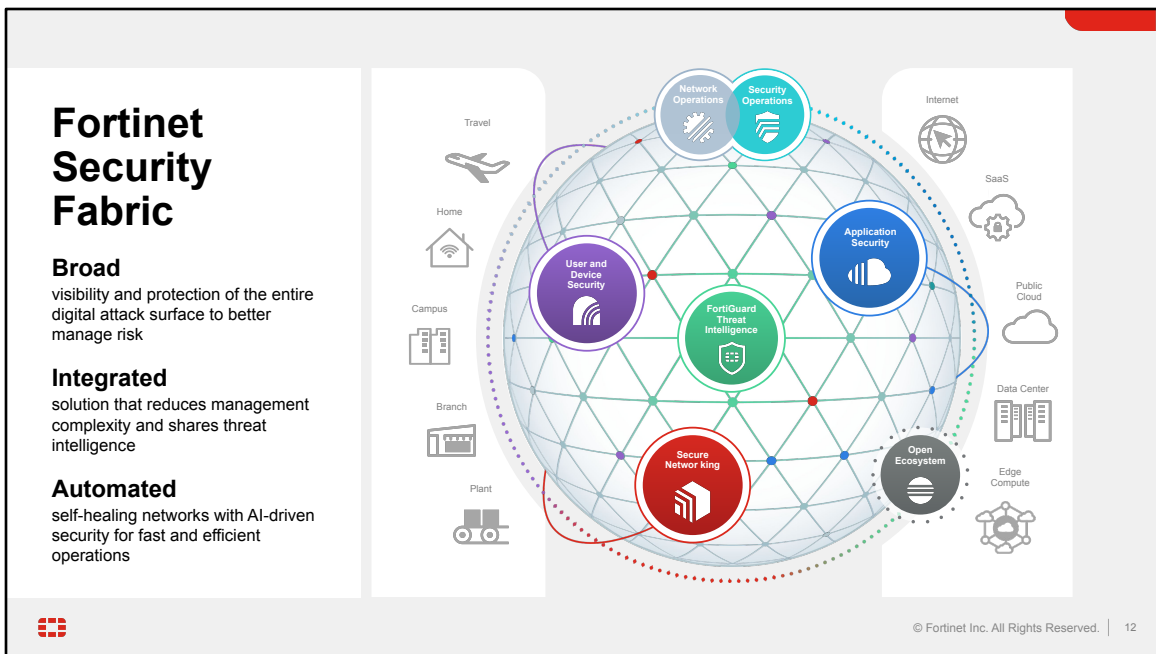 Fortinet
Security
Fabric
Broad
visibility and protection of the entire
digital attack surface to better
manage risk
Integrated
solution that reduces management
complexity and shares threat
intelligence
Automated
self-healing networks with AI-driven
security for fast and efficient
operations
Travel
Home
Campus
Branch
Plant
Network
Operations
Security
Operations
User and
Device
Security
Application
Security
FortiGuard
Threat
Intelligence
Secure
Networ king
Open
Ecosystem
Internet
SaaS
Public
Cloud
Data Center
Edge
Compute
© Fortinet Inc. All Rights Reserved.
12